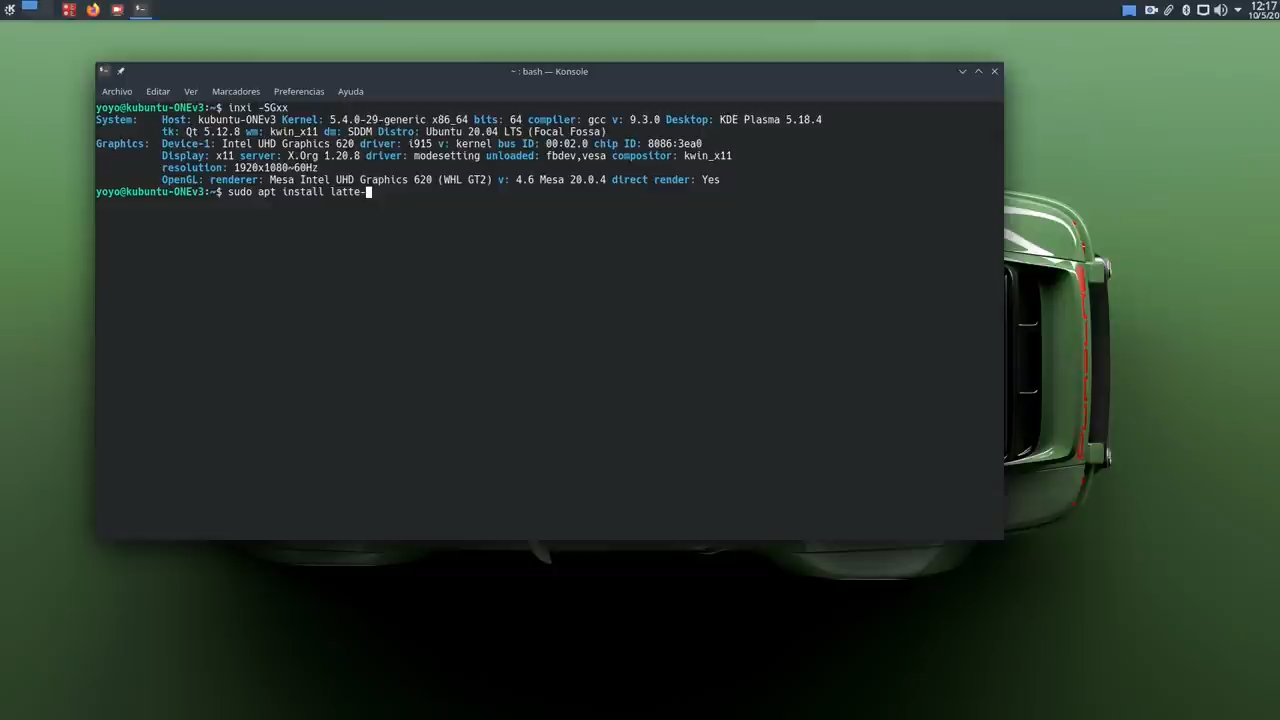 12:17
10/5/20
~ : bash — Konsole
Archivo Editar Ver Marcadores Preferencias Ayuda
yoyo@kubuntu-ONEv3:~$ inxi -SGxx
System: Host: kubuntu-ONEv3 Kernel: 5.4.0-29-generic x86_64 bits: 64 compiler: gcc v: 9.3.0 Desktop: KDE Plasma 5.18.4
tk: Qt 5.12.8 wm: kwin_x11 dm: SDDM Distro: Ubuntu 20.04 LTS (Focal Fossa)
Graphics: Device-1: Intel UHD Graphics 620 driver: i915 v: kernel bus ID: 00:02.0 chip ID: 8086:3ea0
Display: x11 server: X.Org 1.20.8 driver: modesetting unloaded: fbdev,vesa compositor: kwin_x11
resolution: 1920x1080~60Hz
OpenGL: renderer: Mesa Intel UHD Graphics 620 (WHL GT2) v: 4.6 Mesa 20.0.4 direct render: Yes
yoyo@kubuntu-ONEv3:~$ sudo apt install latte-